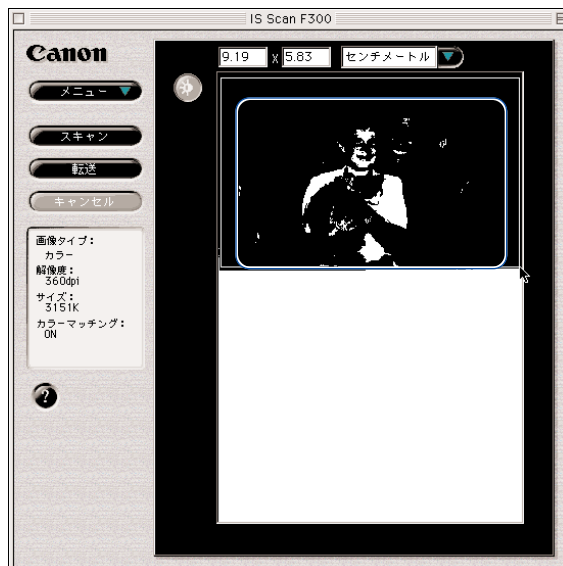 IS Scan F300
Canon
9.19 X 5.83 センチメートル
メニュー
スキャン
転送
キャンセル
画像タイプ:
カラー
解像度:
360dpi
サイズ:
3151K
カラーマッチング:
ON
?